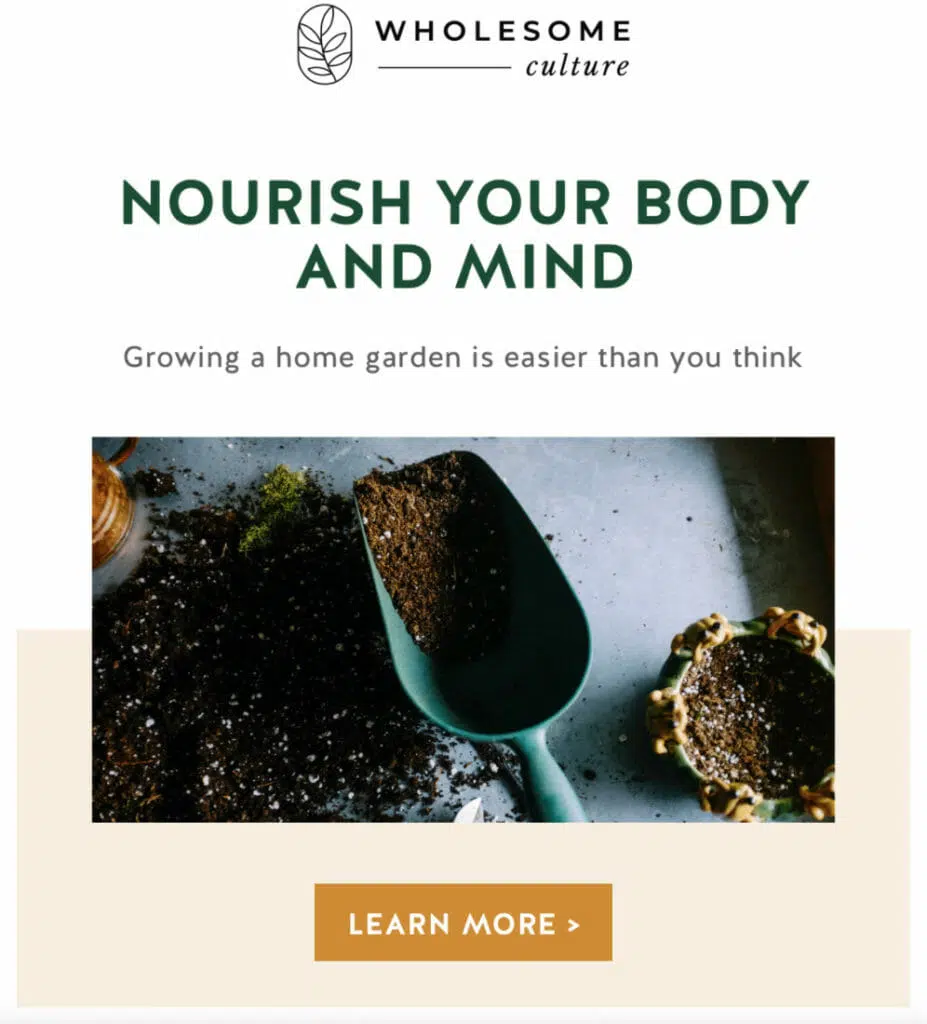 WHOLESOME
culture
NOURISH YOUR BODY
AND MIND
Growing a home garden is easier than you think
LEARN MORE >